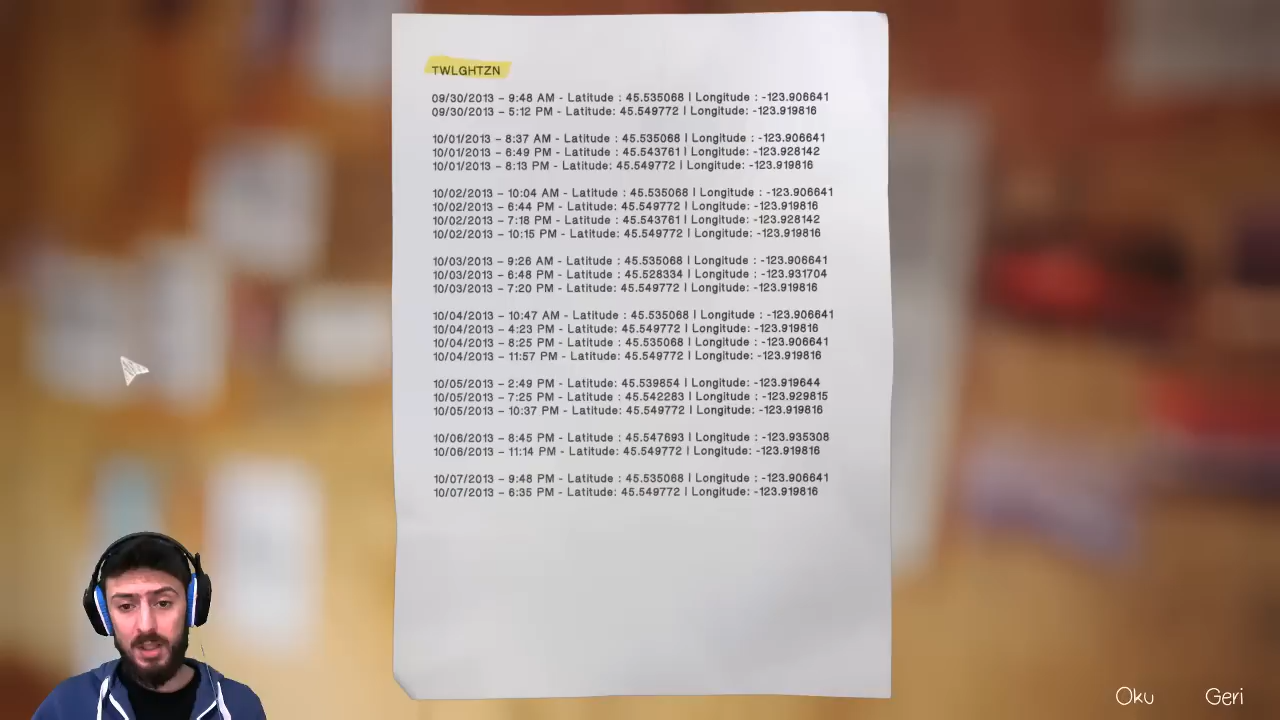 TWLGHTZN
09/30/2013 – 9:48 AM - Latitude : 45.535068 | Longitude : -123.906641
09/30/2013 – 5:12 PM - Latitude: 45.549772 | Longitude: -123.919816
10/01/2013 – 8:37 AM - Latitude : 45.535068 | Longitude : -123.906641
10/01/2013 – 6:49 PM - Latitude : 45.543761 | Longitude : -123.928142
10/01/2013 – 8:13 PM - Latitude: 45.549772 | Longitude: -123.919816
10/02/2013 – 10:04 AM - Latitude : 45.535068 | Longitude : -123.906641
10/02/2013 – 6:44 PM - Latitude : 45.549772 | Longitude: -123.919816
10/02/2013 – 7:18 PM - Latitude : 45.543761 | Longitude : -123.928142
10/02/2013 – 10:15 PM - Latitude: 45.549772 | Longitude: -123.919816
10/03/2013 – 9:26 AM - Latitude : 45.535068 | Longitude : -123.906641
10/03/2013 – 6:48 PM - Latitude : 45.528334 | Longitude : -123.931704
10/03/2013 – 7:20 PM - Latitude: 45.549772 | Longitude: -123.919816
10/04/2013 – 10:47 AM - Latitude : 45.535068 | Longitude : -123.906641
10/04/2013 – 4:23 PM - Latitude : 45.549772 | Longitude: -123.919816
10/04/2013 – 8:25 PM - Latitude : 45.535068 | Longitude : -123.906641
10/04/2013 – 11:57 PM - Latitude: 45.549772 | Longitude: -123.919816
10/05/2013 – 2:49 PM - Latitude: 45.539854 | Longitude: -123.919644
10/05/2013 – 7:25 PM - Latitude : 45.542283 | Longitude : -123.929815
10/05/2013 – 10:37 PM - Latitude: 45.549772 | Longitude: -123.919816
10/06/2013 – 8:45 PM - Latitude : 45.547693 | Longitude : -123.935308
10/06/2013 – 11:14 PM - Latitude: 45.549772 | Longitude: -123.919816
10/07/2013 – 9:48 PM - Latitude : 45.535068 | Longitude : -123.906641
10/07/2013 – 6:35 PM - Latitude: 45.549772 | Longitude: -123.919816
Oku Geri